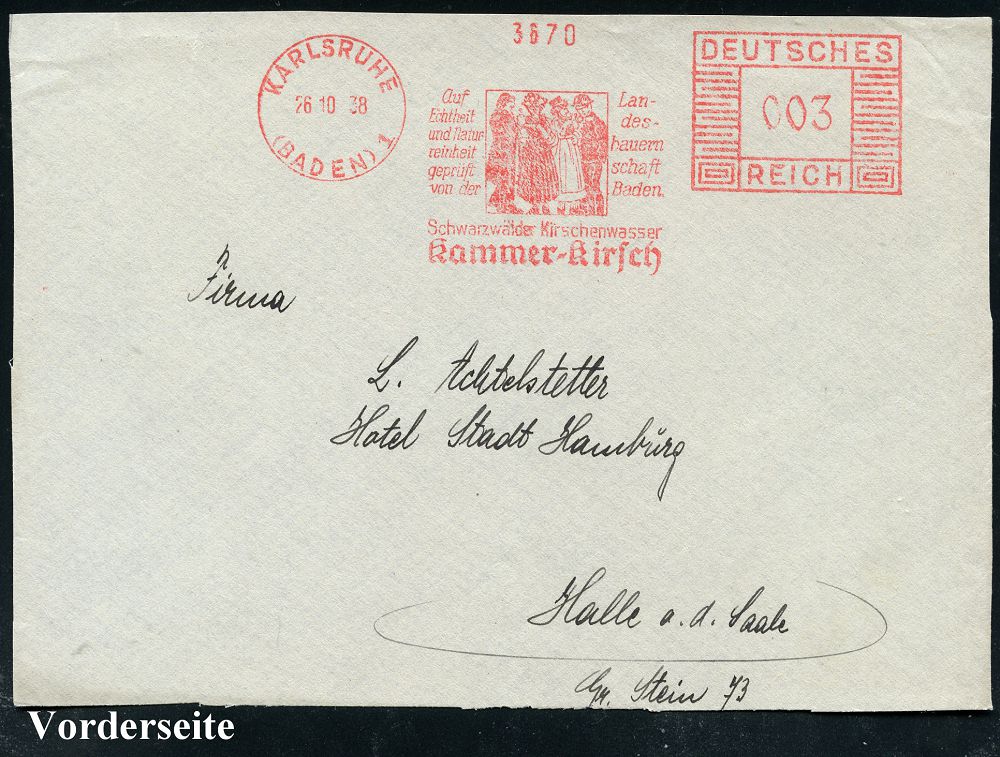 3670
KARLSRUHE
26.10.38
(BADEN) 1
Auf
Echtheit
und Natur
reinheit
geprüft
von der
Lan-
des-
bauern
schaft
Baden.
Schwarzwälder Kirschenwasser
Kammer-Kirsch
DEUTSCHES
003
REICH
Firma
L. Achtelstetter
Hotel Stadt Hamburg
Halle a. d. Saale
Gr. Stein 73
Vorderseite